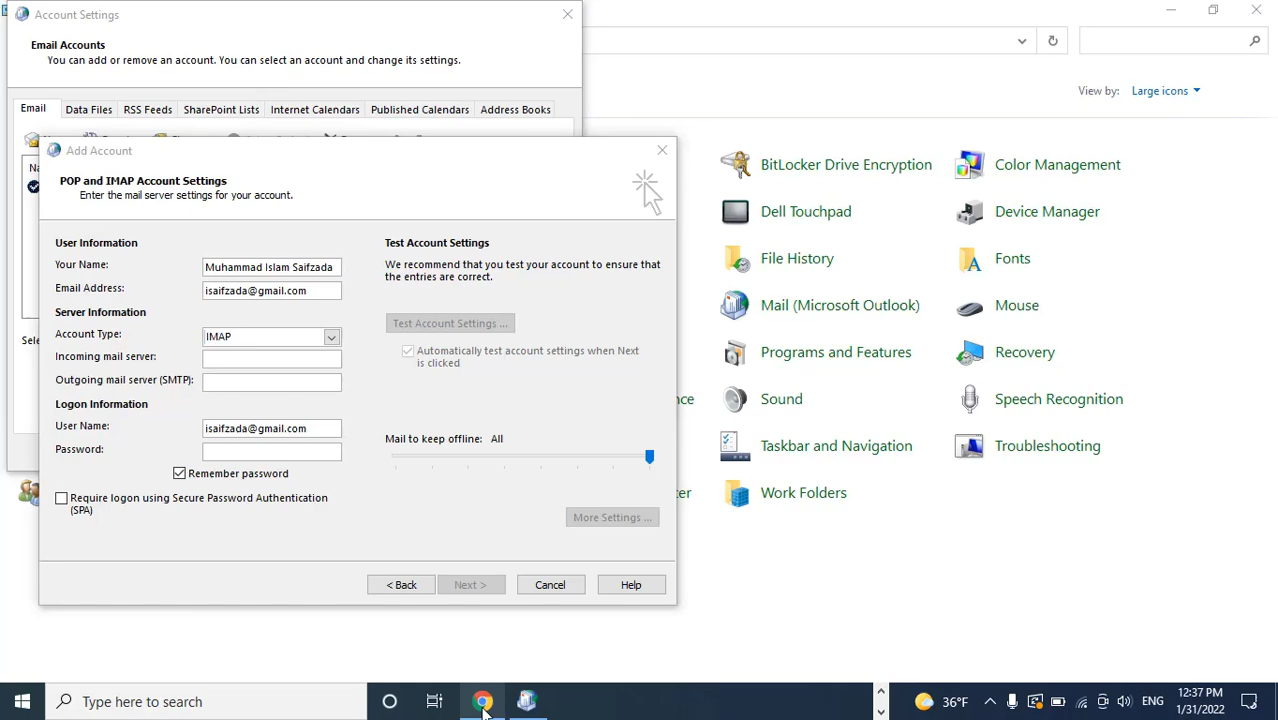 Account Settings
Email Accounts
You can add or remove an account. You can select an account and change its settings.
Email
Data Files
RSS Feeds
SharePoint Lists
Internet Calendars
Published Calendars
Address Books
View by:
Large icons
Add Account
POP and IMAP Account Settings
Enter the mail server settings for your account.
User Information
Your Name:
Muhammad Islam Saifzada
Email Address:
isaifzada@gmail.com
Server Information
Account Type:
IMAP
Incoming mail server:
Outgoing mail server (SMTP):
Logon Information
User Name:
isaifzada@gmail.com
Password:
Remember password
Require logon using Secure Password Authentication
(SPA)
Test Account Settings
We recommend that you test your account to ensure that
the entries are correct.
Test Account Settings ...
Automatically test account settings when Next
is clicked
Mail to keep offline:
All
More Settings ...
< Back
Next >
Cancel
Help
BitLocker Drive Encryption
Color Management
Dell Touchpad
Device Manager
File History
Fonts
Mail (Microsoft Outlook)
Mouse
Programs and Features
Recovery
Sound
Speech Recognition
Taskbar and Navigation
Troubleshooting
Work Folders
Type here to search
36°F
ENG
12:37 PM
1/31/2022